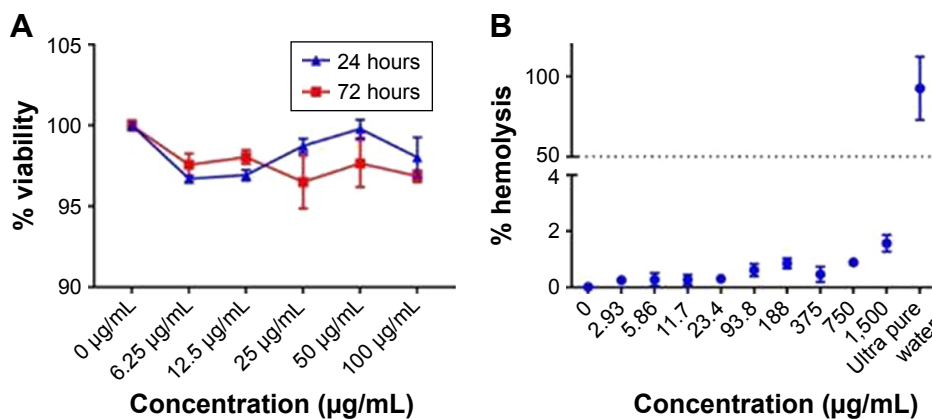 A
105
100
95
90
% viability
24 hours
72 hours
0 µg/mL
6.25 µg/mL
12.5 µg/mL
25 µg/mL
50 µg/mL
100 µg/mL
Concentration (µg/mL)
B
100
50
4
2
0
% hemolysis
0
2.93
5.86
11.7
23.4
93.8
188
375
750
1,500
Ultra pure
water
Concentration (µg/mL)